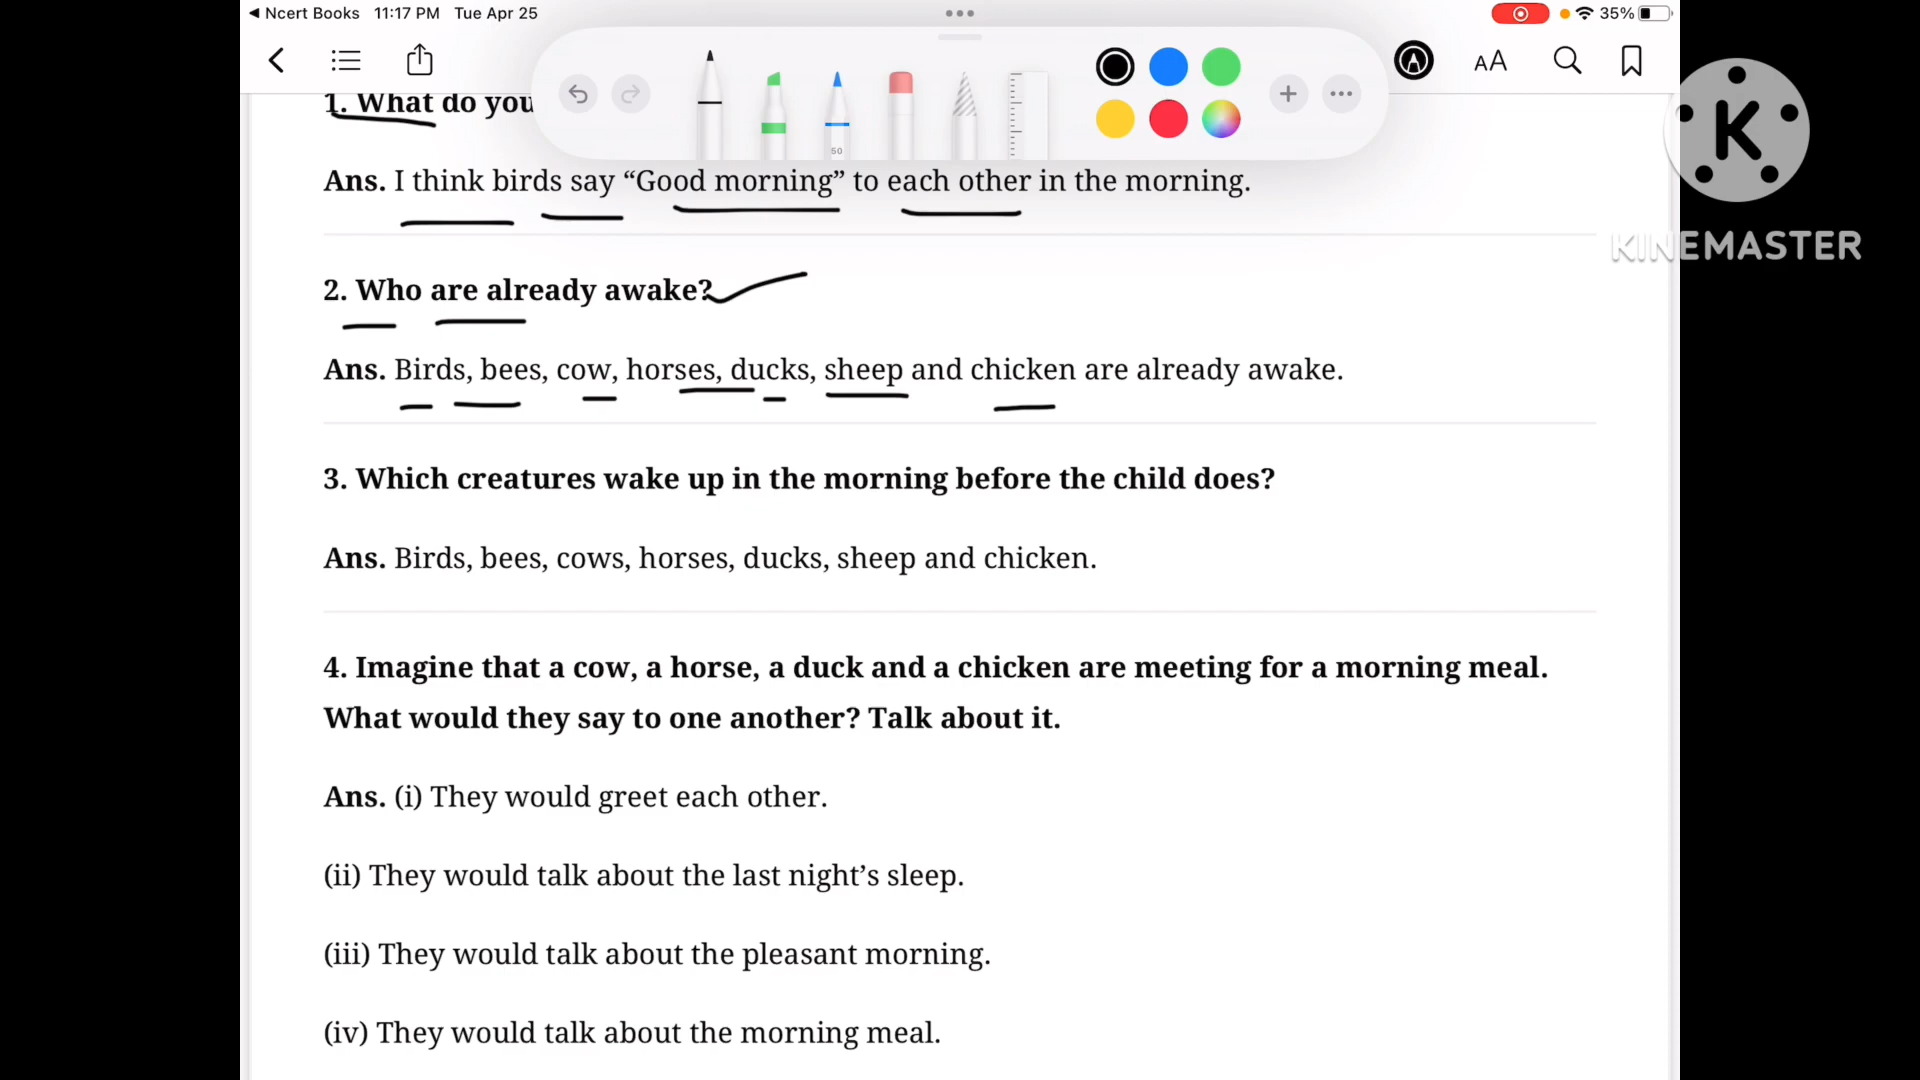 ◀ Ncert Books 11:17 PM Tue Apr 25
35%
AA
50
K
KINEMASTER
1. What do you
Ans. I think birds say “Good morning” to each other in the morning.
2. Who are already awake?
Ans. Birds, bees, cow, horses, ducks, sheep and chicken are already awake.
3. Which creatures wake up in the morning before the child does?
Ans. Birds, bees, cows, horses, ducks, sheep and chicken.
4. Imagine that a cow, a horse, a duck and a chicken are meeting for a morning meal.
What would they say to one another? Talk about it.
Ans. (i) They would greet each other.
(ii) They would talk about the last night’s sleep.
(iii) They would talk about the pleasant morning.
(iv) They would talk about the morning meal.